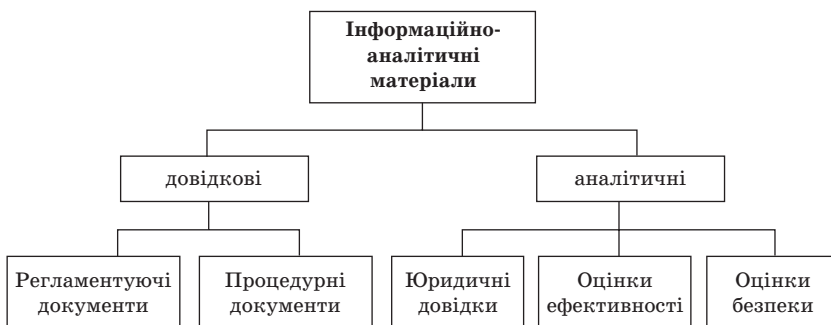 Інформаційно-
аналітичні
матеріали
довідкові
аналітичні
Регламентуючі
документи
Процедурні
документи
Юридичні
довідки
Оцінки
ефективності
Оцінки
безпеки